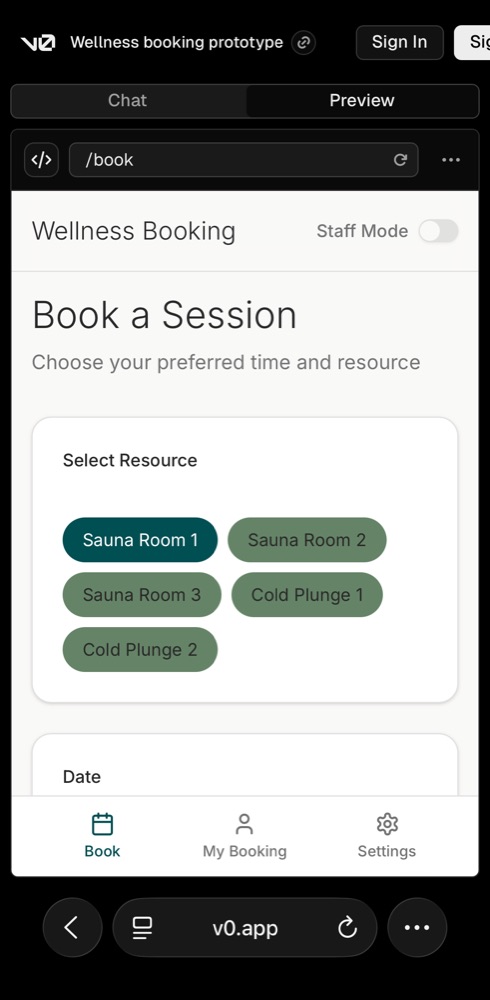 v0 Wellness booking prototype Sign In Sig
Chat Preview
/book
Wellness Booking Staff Mode
Book a Session
Choose your preferred time and resource
Select Resource
Sauna Room 1 Sauna Room 2
Sauna Room 3 Cold Plunge 1
Cold Plunge 2
Date
Book My Booking Settings
v0.app